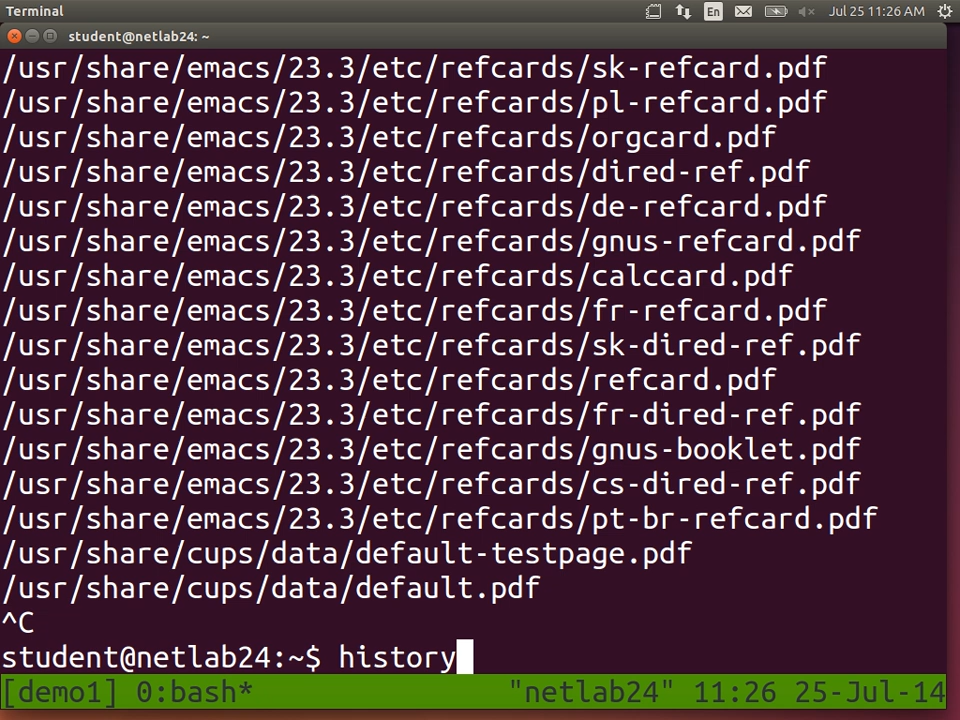 Terminal
En
Jul 25 11:26 AM
student@netlab24: ~
/usr/share/emacs/23.3/etc/refcards/sk-refcard.pdf
/usr/share/emacs/23.3/etc/refcards/pl-refcard.pdf
/usr/share/emacs/23.3/etc/refcards/orgcard.pdf
/usr/share/emacs/23.3/etc/refcards/dired-ref.pdf
/usr/share/emacs/23.3/etc/refcards/de-refcard.pdf
/usr/share/emacs/23.3/etc/refcards/gnus-refcard.pdf
/usr/share/emacs/23.3/etc/refcards/calccard.pdf
/usr/share/emacs/23.3/etc/refcards/fr-refcard.pdf
/usr/share/emacs/23.3/etc/refcards/sk-dired-ref.pdf
/usr/share/emacs/23.3/etc/refcards/refcard.pdf
/usr/share/emacs/23.3/etc/refcards/fr-dired-ref.pdf
/usr/share/emacs/23.3/etc/refcards/gnus-booklet.pdf
/usr/share/emacs/23.3/etc/refcards/cs-dired-ref.pdf
/usr/share/emacs/23.3/etc/refcards/pt-br-refcard.pdf
/usr/share/cups/data/default-testpage.pdf
/usr/share/cups/data/default.pdf
^C
student@netlab24:~$ history
[demo1] 0:bash* "netlab24" 11:26 25-Jul-14